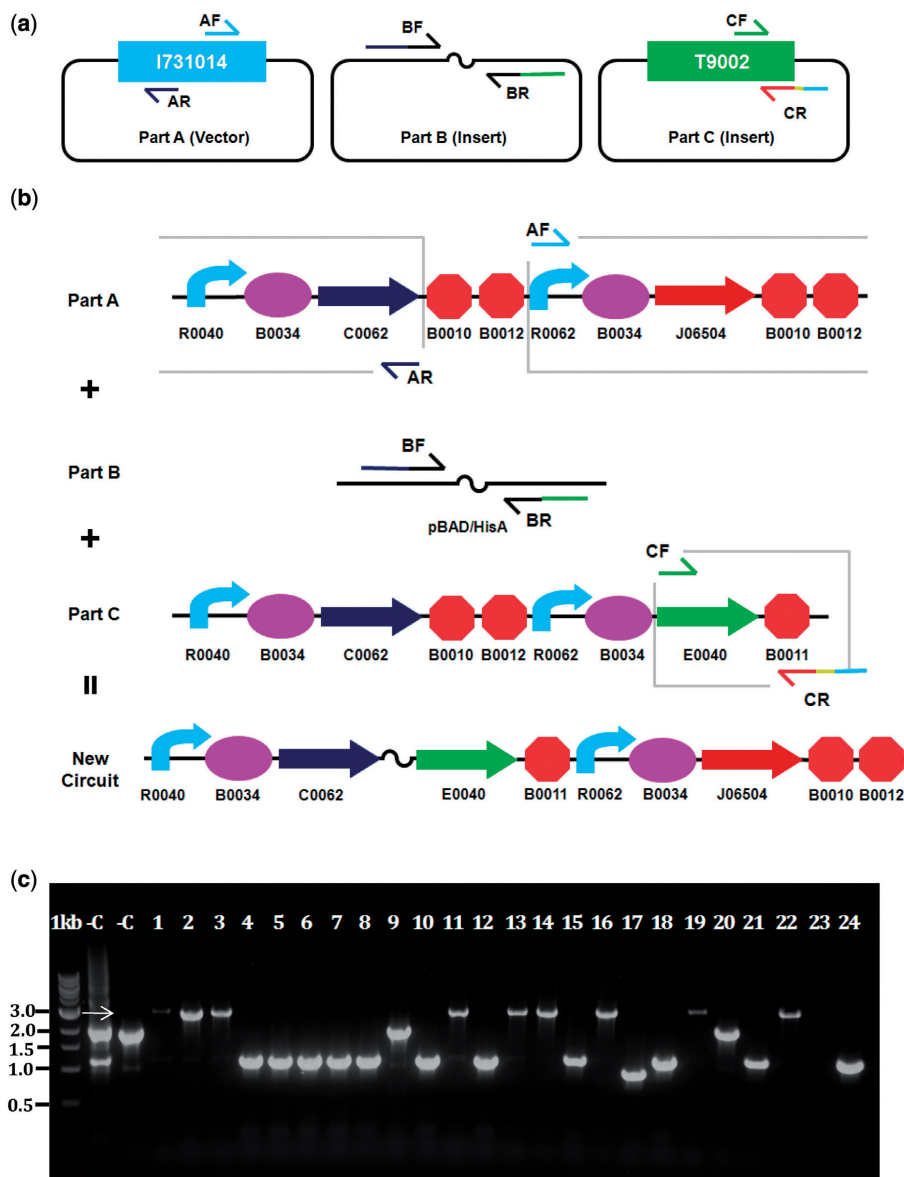 (a)
AF BF CF
I731014 T9002
AR BR CR
Part A (Vector) Part B (Insert) Part C (Insert)
(b)
AF
Part A
R0040 B0034 C0062 B0010 B0012 R0062 B0034 J06504 B0010 B0012
AR
+
BF
Part B
pBAD/HisA BR
+
CF
Part C
R0040 B0034 C0062 B0010 B0012 R0062 B0034 E0040 B0011
CR
=
New
Circuit
R0040 B0034 C0062 E0040 B0011 R0062 B0034 J06504 B0010 B0012
(c)
1kb -C -C 1 2 3 4 5 6 7 8 9 10 11 12 13 14 15 16 17 18 19 20 21 22 23 24
3.0
2.0
1.5
1.0
0.5